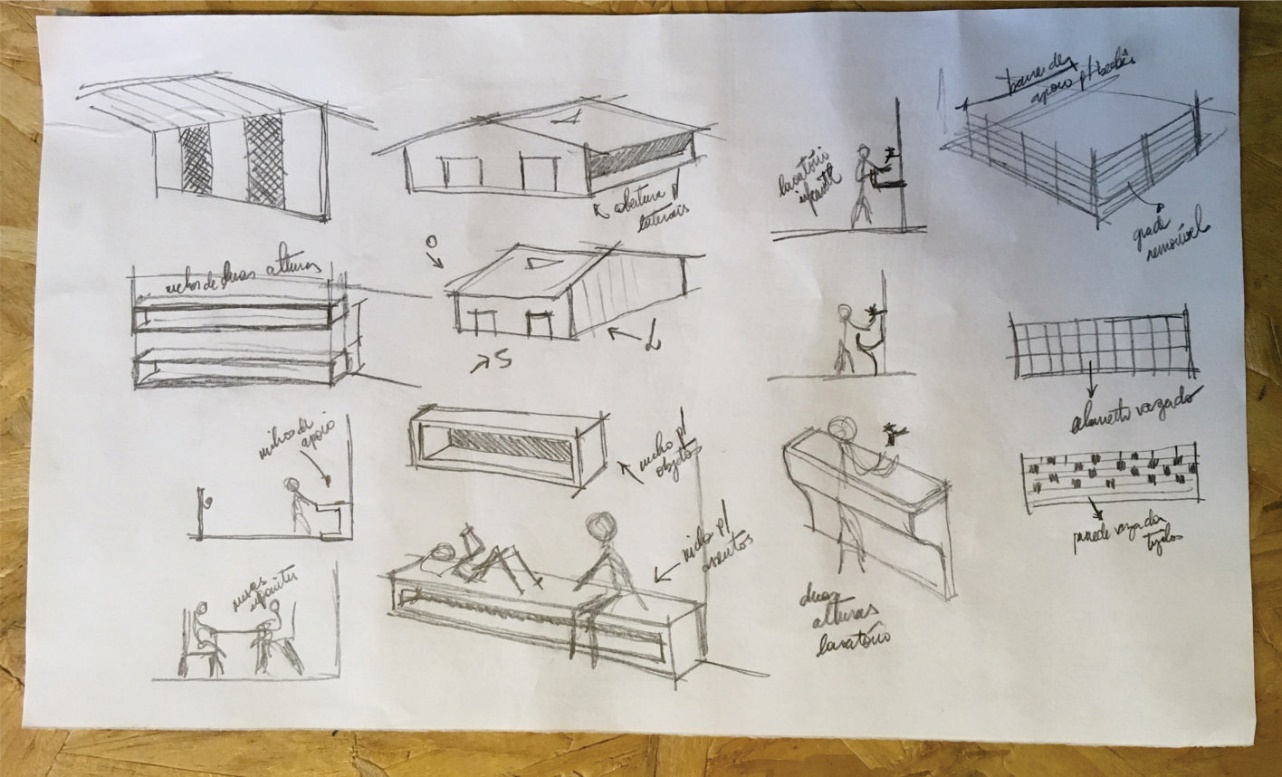 nichos de duas alturas
nichos de
apoio
mesas
infantis
abertura p/
laterais
O
S
L
nicho p/
objetos
nicho p/
assentos
lavatório
infantil
duas
alturas
lavatório
barra de
apoio p/ bebês
grade
removível
elemento vazado
parede vazada
tijolos